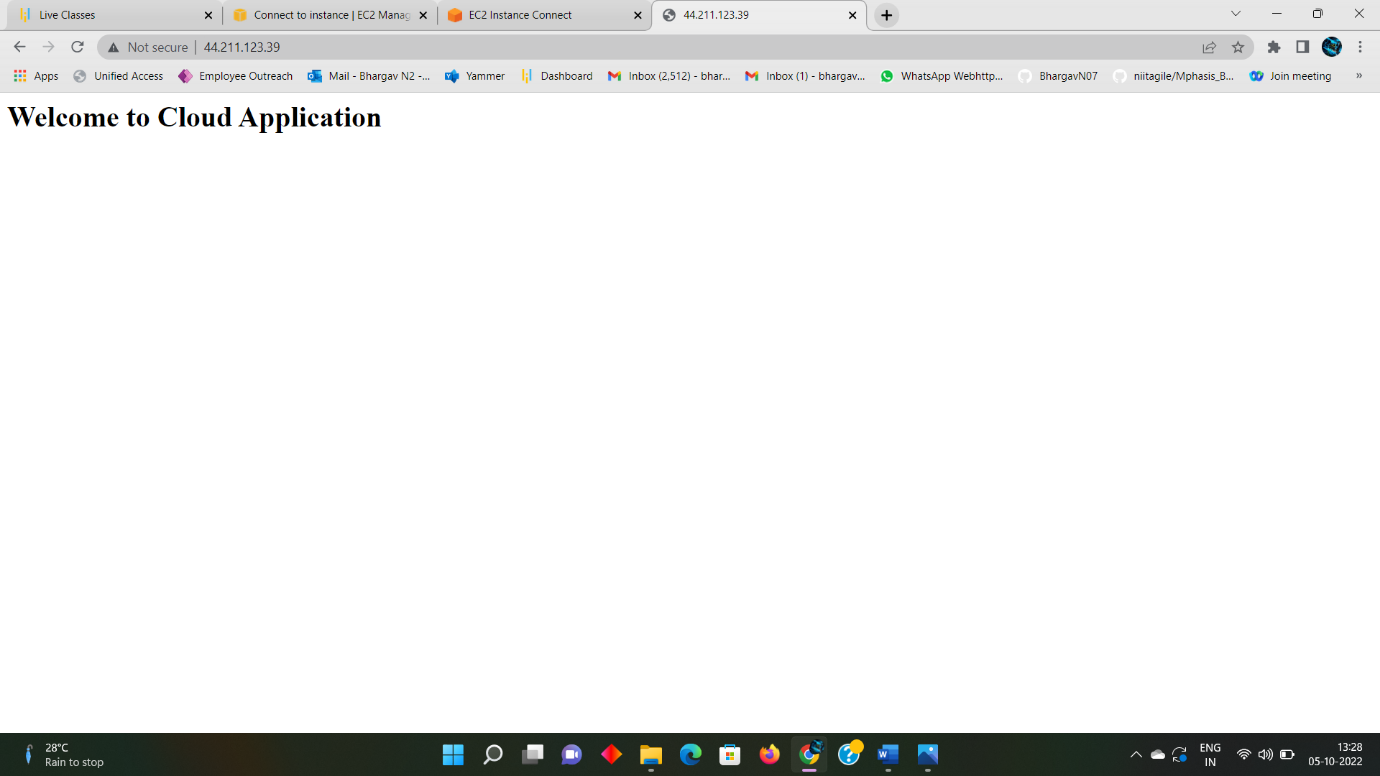 Live Classes
Connect to instance | EC2 Manag
EC2 Instance Connect
44.211.123.39
Not secure | 44.211.123.39
Apps
Unified Access
Employee Outreach
Mail - Bhargav N2 -...
Yammer
Dashboard
Inbox (2,512) - bhar...
Inbox (1) - bhargav...
WhatsApp Webhttp...
BhargavN07
niitagile/Mphasis_B...
Join meeting
»
Welcome to Cloud Application
28°C
Rain to stop
ENG
IN
13:28
05-10-2022